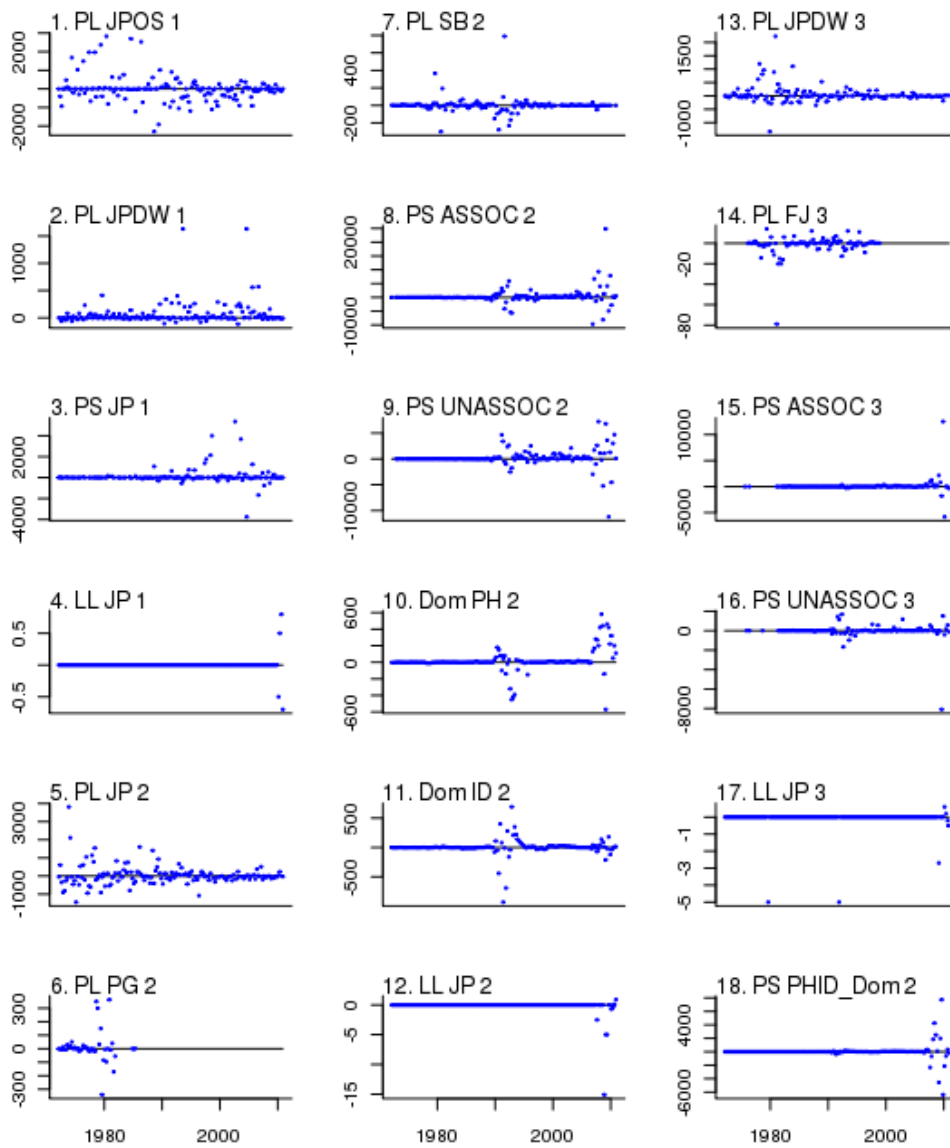 1. PL JPOS 1
2000
-2000
2. PL JPDW 1
1000
0
3. PS JP 1
2000
-4000
4. LL JP 1
0.5
-0.5
5. PL JP 2
3000
-1000
6. PL PG 2
300
0
-300
1980
2000
7. PL SB 2
400
-200
8. PS ASSOC 2
20000
-10000
9. PS UNASSOC 2
0
-10000
10. Dom PH 2
600
0
-600
11. Dom ID 2
500
-500
12. LL JP 2
0
-5
-15
1980
2000
13. PL JPDW 3
1500
-1000
14. PL FJ 3
-20
-80
15. PS ASSOC 3
10000
-5000
16. PS UNASSOC 3
0
-8000
17. LL JP 3
-1
-3
-5
18. PS PHID_Dom 2
4000
-6000
1980
2000